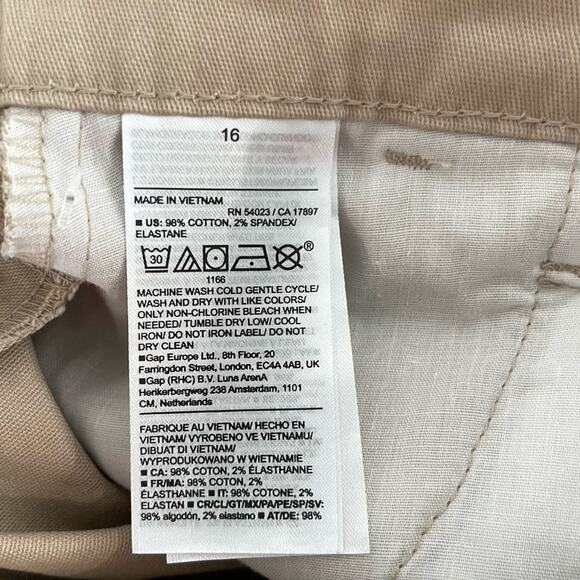 16
MADE IN VIETNAM
RN 54023 / CA 17897
■ US: 98% COTTON, 2% SPANDEX/
ELASTANE
30
®
1166
MACHINE WASH COLD GENTLE CYCLE/
WASH AND DRY WITH LIKE COLORS/
ONLY NON-CHLORINE BLEACH WHEN
NEEDED/ TUMBLE DRY LOW/ COOL
IRON/ DO NOT IRON LABEL/ DO NOT
DRY CLEAN
■Gap Europe Ltd., 8th Floor, 20
Farringdon Street, London, EC4A 4AB, UK
■Gap (RHC) B.V. Luna ArenA
Herikerbergweg 238 Amsterdam, 1101
CM, Netherlands
FABRIQUÉ AU VIETNAM/ HECHO EN
VIETNAM/ VYROBENO VE VIETNAMU/
DIBUAT DI VIETNAM/
WYPRODUKOWANO W WIETNAMIE
■ CA: 98% COTON, 2% ÉLASTHANNE
■ FR/MA: 98% COTON, 2%
ÉLASTHANNE ■ IT: 98% COTONE, 2%
ELASTAN ■ CR/CL/GT/MX/PA/PE/SP/SV:
98% algodón, 2% elastano ■ AT/DE: 98%